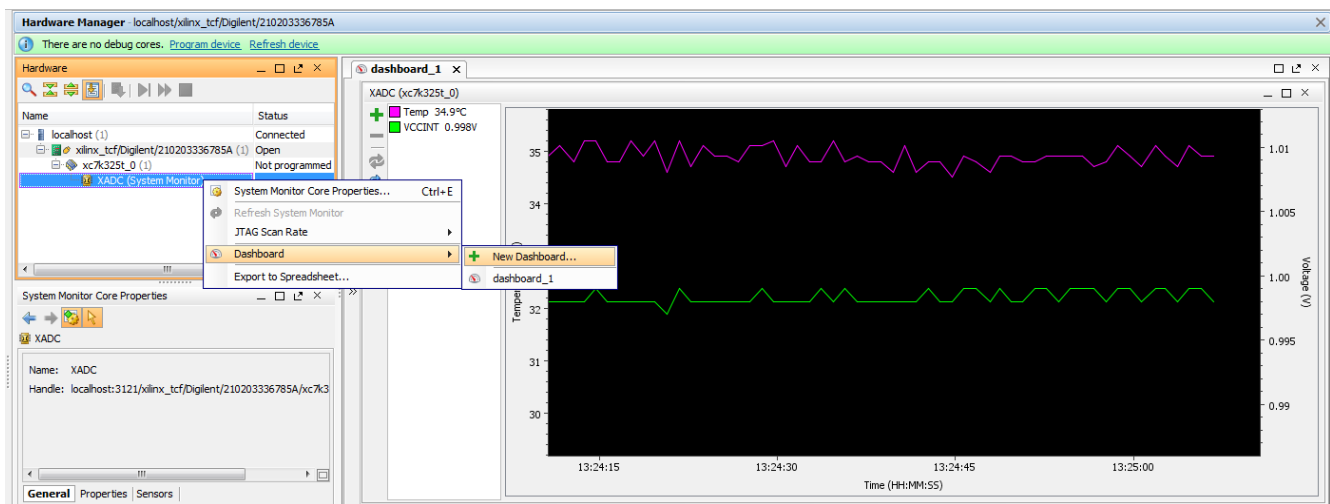 Hardware Manager - localhost/xilinx_tcf/Digilent/210203336785A
There are no debug cores. Program device Refresh device
Hardware
Name Status
localhost (1) Connected
xilinx_tcf/Digilent/210203336785A (1) Open
xc7k325t_0 (1) Not programmed
XADC (System Monitor)
System Monitor Core Properties... Ctrl+E
Refresh System Monitor
JTAG Scan Rate
Dashboard
Export to Spreadsheet...
New Dashboard...
dashboard_1
System Monitor Core Properties
XADC
Name: XADC
Handle: localhost:3121/xilinx_tcf/Digilent/210203336785A/xc7k3
General Properties Sensors
dashboard_1
XADC (xc7k325t_0)
Temp 34.9°C
VCCINT 0.998V
35
34
32
31
30
1.01
1.005
1.00
0.995
0.99
Voltage (V)
13:24:15 13:24:30 13:24:45 13:25:00
Time (HH:MM:SS)